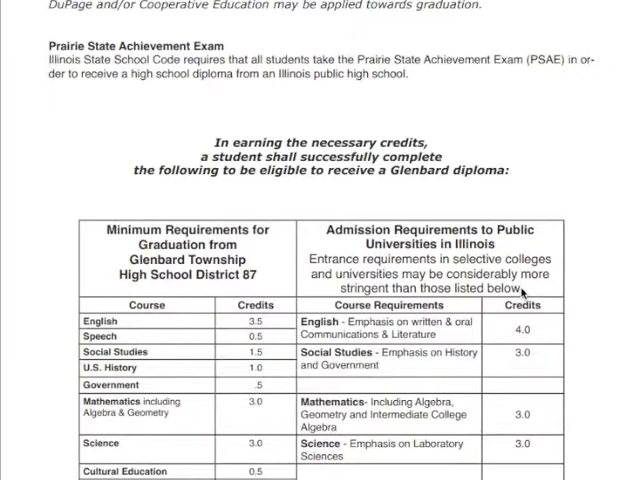 DuPage and/or Cooperative Education may be applied towards graduation.
Prairie State Achievement Exam
Illinois State School Code requires that all students take the Prairie State Achievement Exam (PSAE) in or-
der to receive a high school diploma from an Illinois public high school.
In earning the necessary credits,
a student shall successfully complete
the following to be eligible to receive a Glenbard diploma:
Minimum Requirements for
Graduation from
Glenbard Township
High School District 87
Admission Requirements to Public
Universities in Illinois
Entrance requirements in selective colleges
and universities may be considerably more
stringent than those listed below.
Course
Credits
Course Requirements
Credits
English
3.5
English - Emphasis on written & oral
Communications & Literature
4.0
Speech
0.5
Social Studies
1.5
Social Studies - Emphasis on History
and Government
3.0
U.S. History
1.0
Government
.5
Mathematics including
Algebra & Geometry
3.0
Mathematics- Including Algebra,
Geometry and Intermediate College
Algebra
3.0
Science
3.0
Science - Emphasis on Laboratory
Sciences
3.0
Cultural Education
0.5